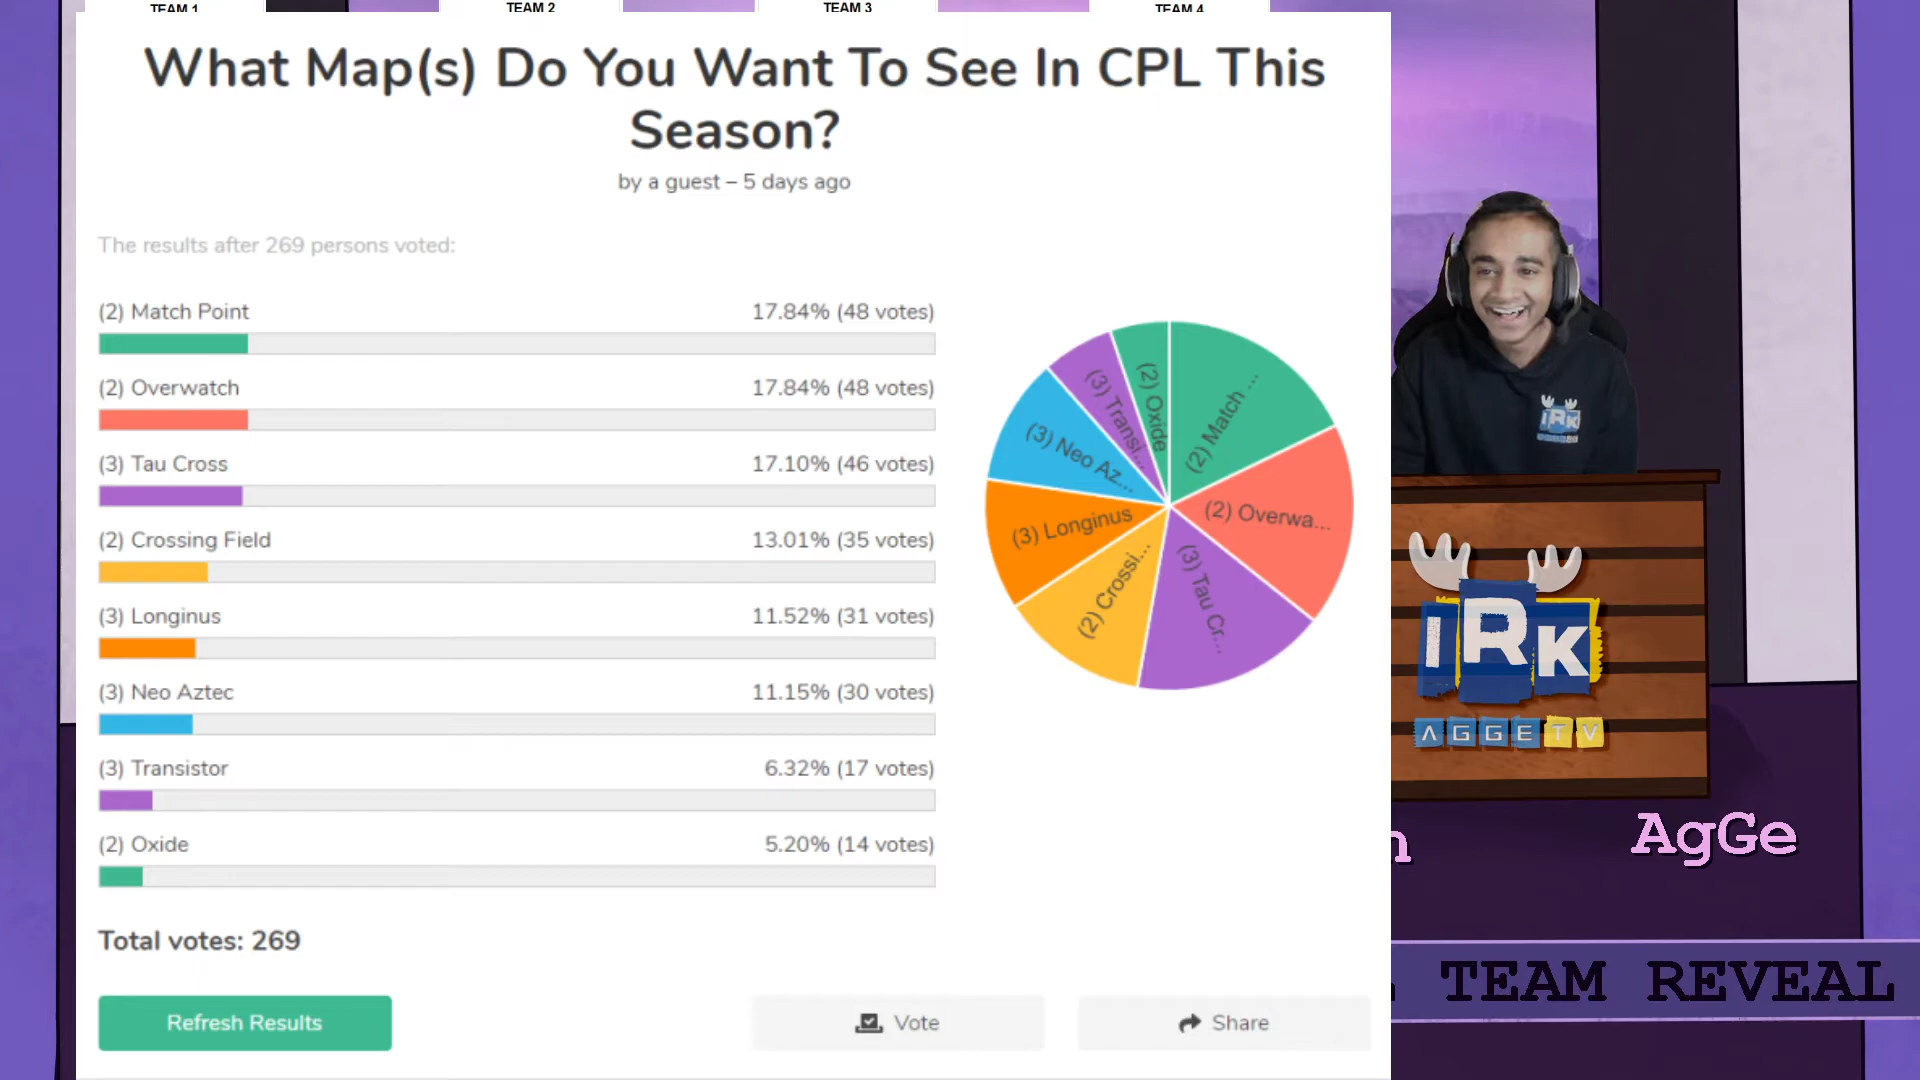 TEAM 1
TEAM 2
TEAM 3
TEAM 4
What Map(s) Do You Want To See In CPL This
Season?
by a guest – 5 days ago
The results after 269 persons voted:
(2) Match Point 17.84% (48 votes)
(2) Overwatch 17.84% (48 votes)
(3) Tau Cross 17.10% (46 votes)
(2) Crossing Field 13.01% (35 votes)
(3) Longinus 11.52% (31 votes)
(3) Neo Aztec 11.15% (30 votes)
(3) Transistor 6.32% (17 votes)
(2) Oxide 5.20% (14 votes)
Total votes: 269
Refresh Results
Vote
Share
(2) Match ...
(2) Overwa...
(3) Tau Cr...
(2) Crossi...
(3) Longinus
(3) Neo Az...
(3) Transi...
(2) Oxide
IRK
IRK
AGGETV
n
AgGe
TEAM REVEAL